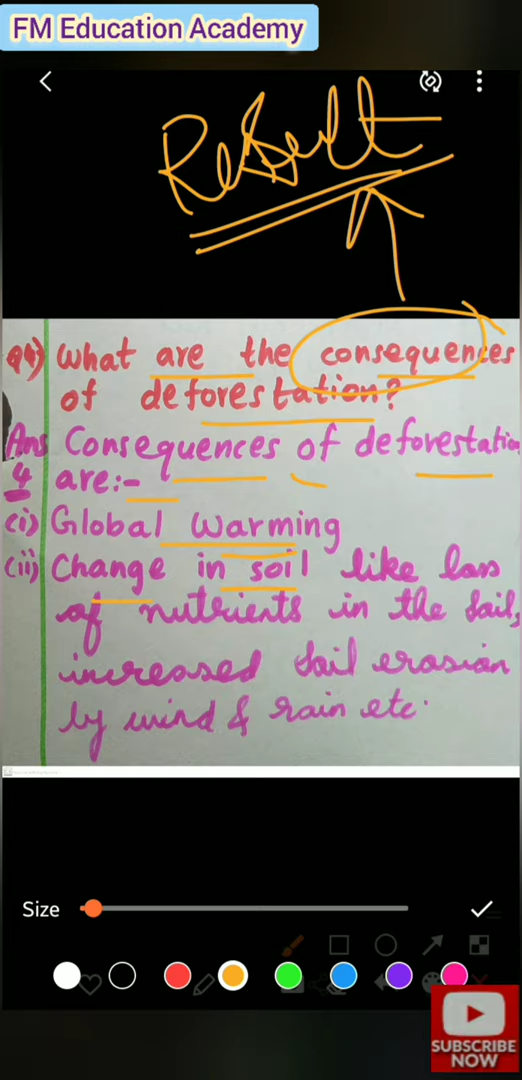 FM Education Academy
Result
Q4) What are the consequences
of deforestation?
Ans Consequences of deforestation
4 are:-
(i) Global Warming
(ii) Change in soil like loss
of nutrients in the soil,
increased soil erosion
by wind & rain etc.
Size
SUBSCRIBE
NOW